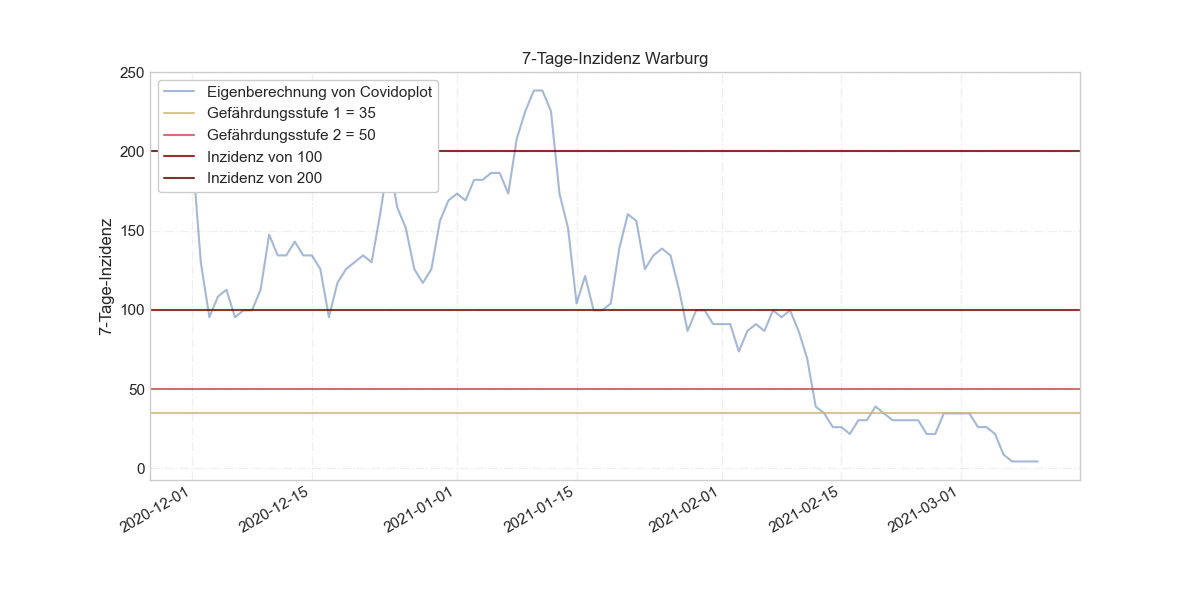 7-Tage-Inzidenz Warburg
250
200
150
100
50
0
7-Tage-Inzidenz
Eigenberechnung von Covidoplot
Gefährdungsstufe 1 = 35
Gefährdungsstufe 2 = 50
Inzidenz von 100
Inzidenz von 200
2020-12-01
2020-12-15
2021-01-01
2021-01-15
2021-02-01
2021-02-15
2021-03-01